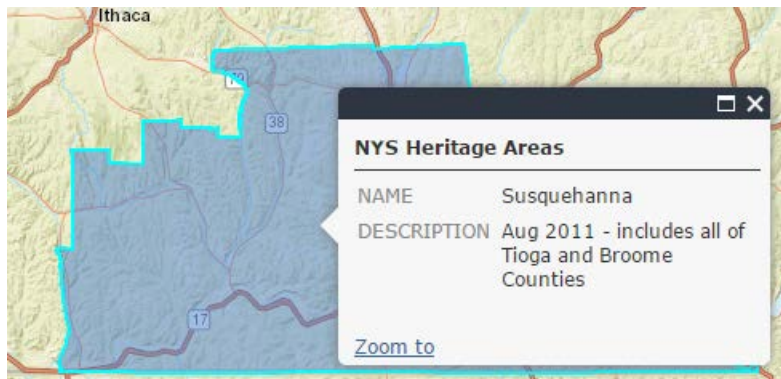 Ithaca
79
38
NYS Heritage Areas
NAME Susquehanna
DESCRIPTION Aug 2011 - includes all of
Tioga and Broome
Counties
17
Zoom to